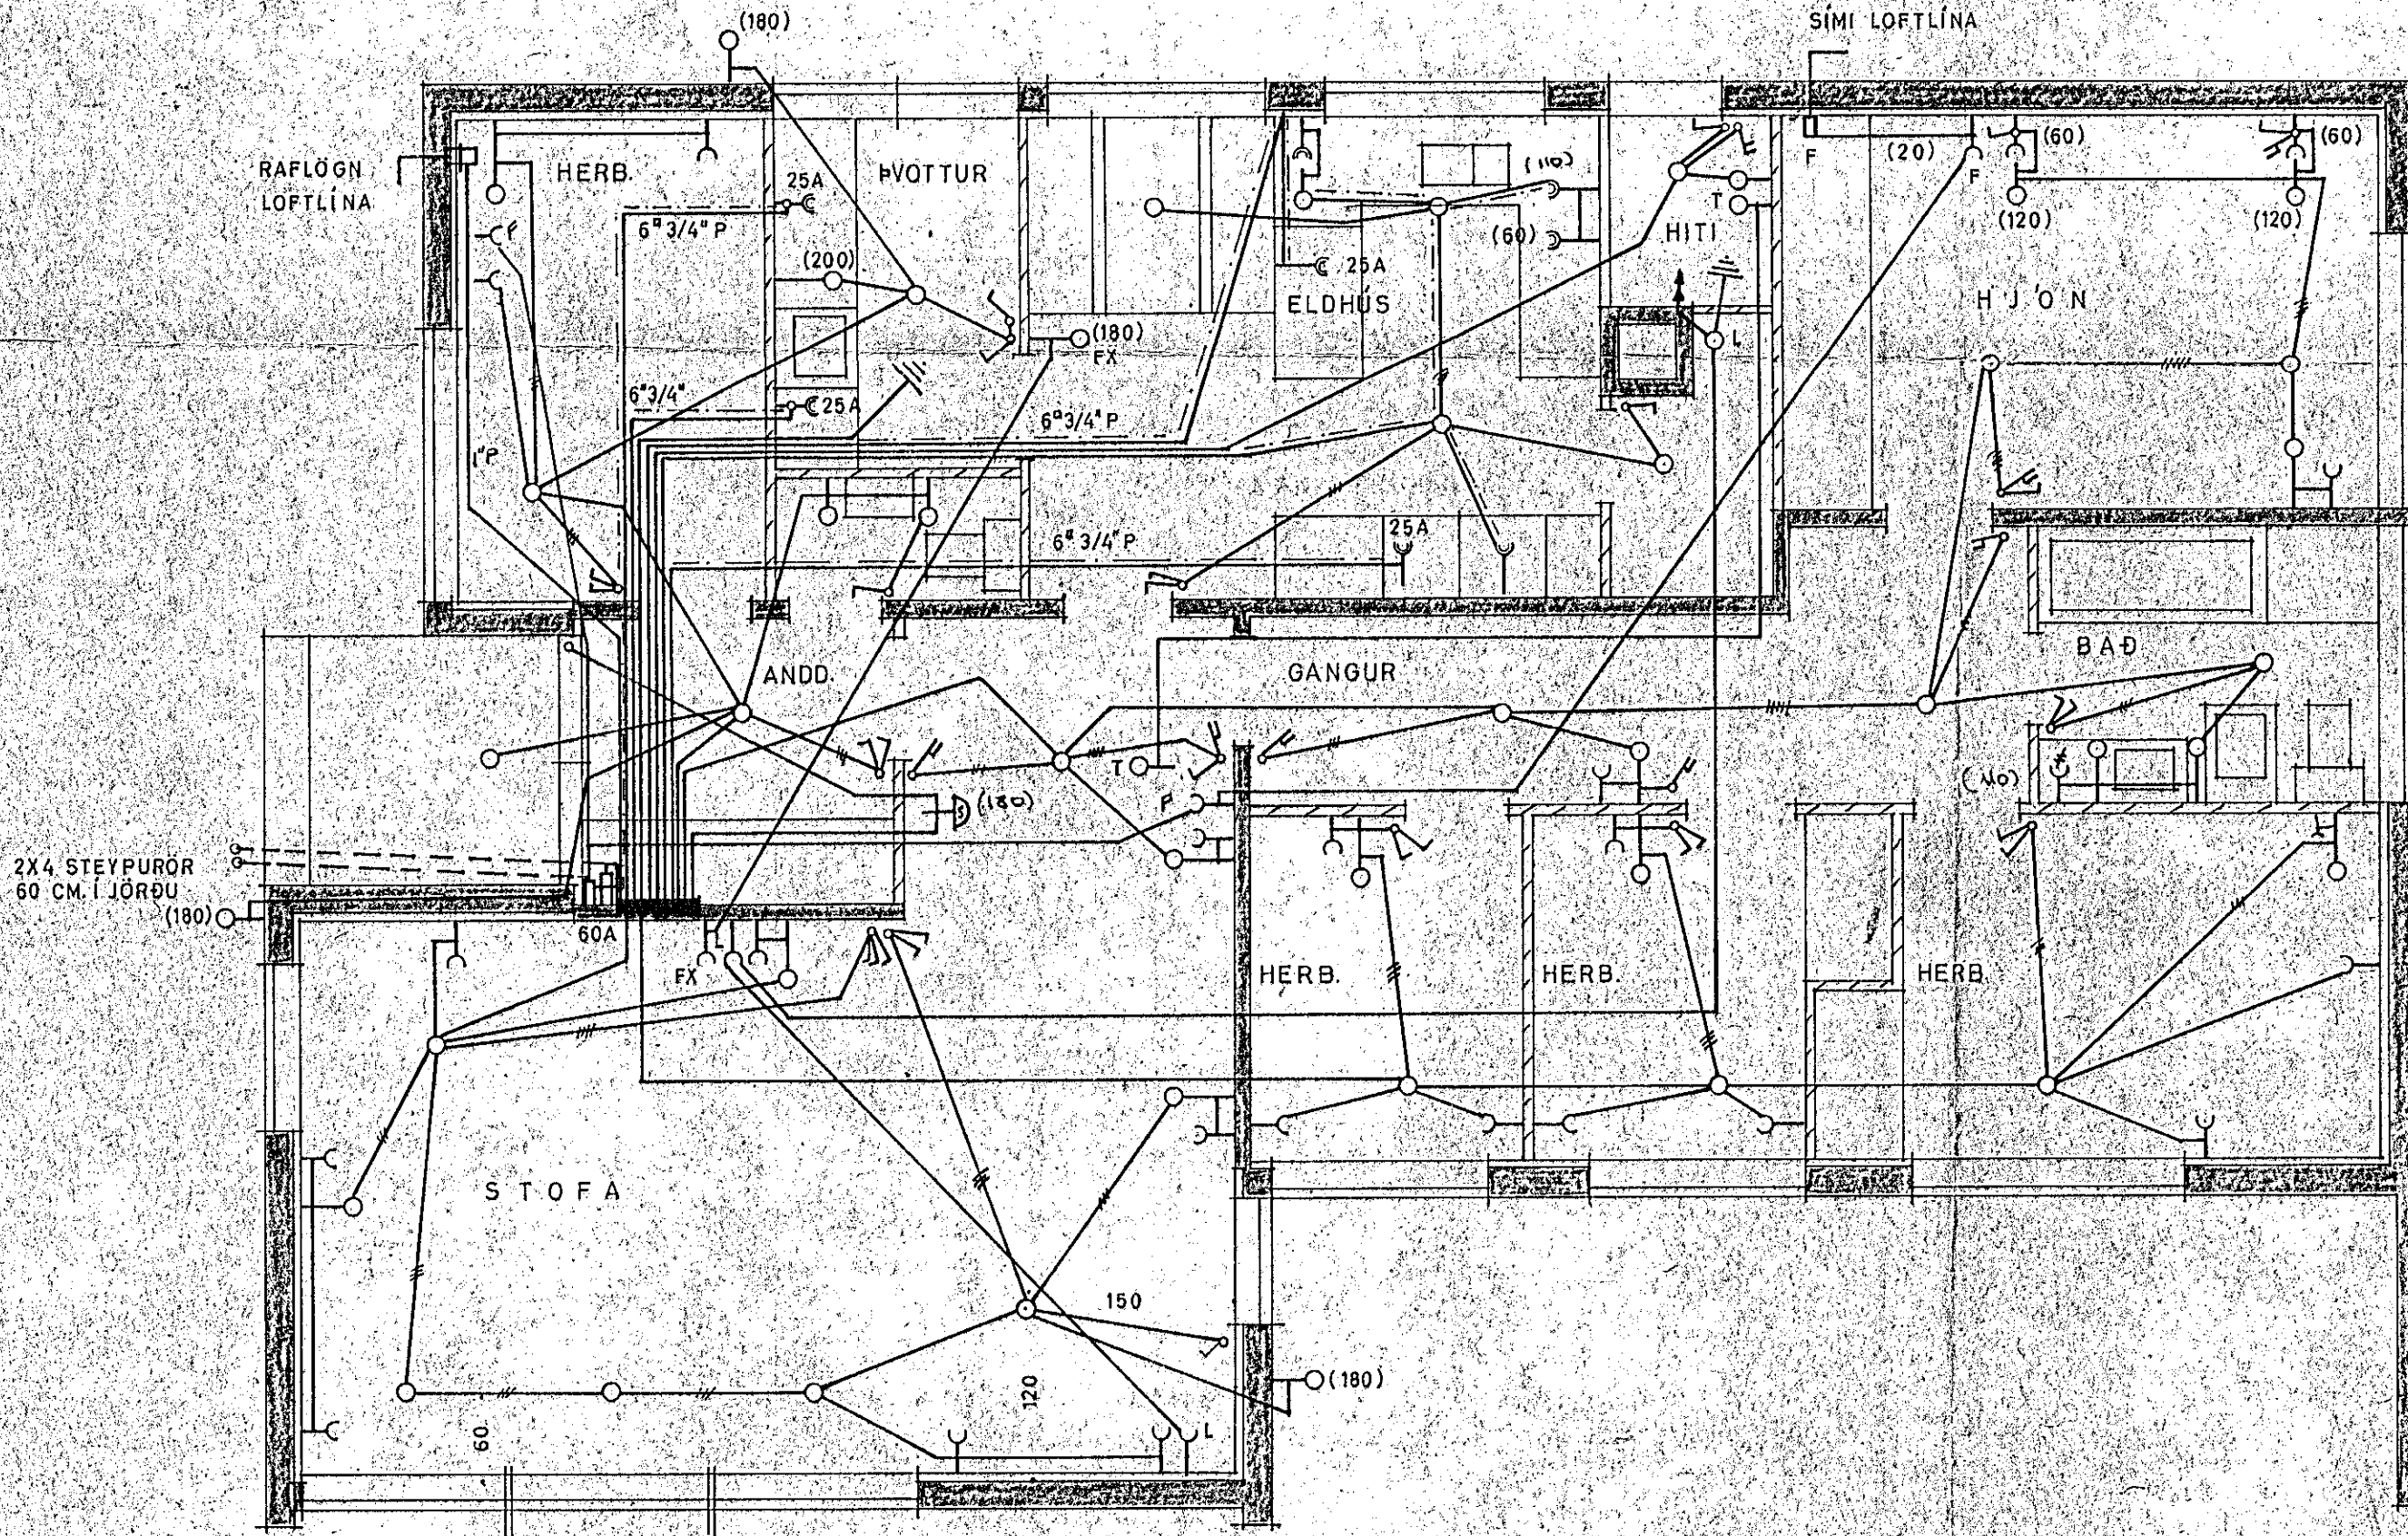 (180)
SÍMI LOFTLÍNA
RAFLÖGN
LOFTLÍNA
HERB.
25A
ÞVOTTUR
(110)
F
(20)
F
(60)
(60)
F
6▫ 3/4" P
(200)
(60)
25A
ELDHÚS
T
HITI
(120)
(120)
HJÓN
(180)
FX
L
6▫ 3/4"
25A
6▫ 3/4" P
1"P
6▫ 3/4" P
25A
ANDD.
GANGUR
BAÐ
T
F
(180)
(110)
2X4 STEYPURÖR
60 CM. Í JÖRÐU
(180)
60A
L
FX
HERB.
HERB.
HERB.
STOFA
150
120
60
(180)
L